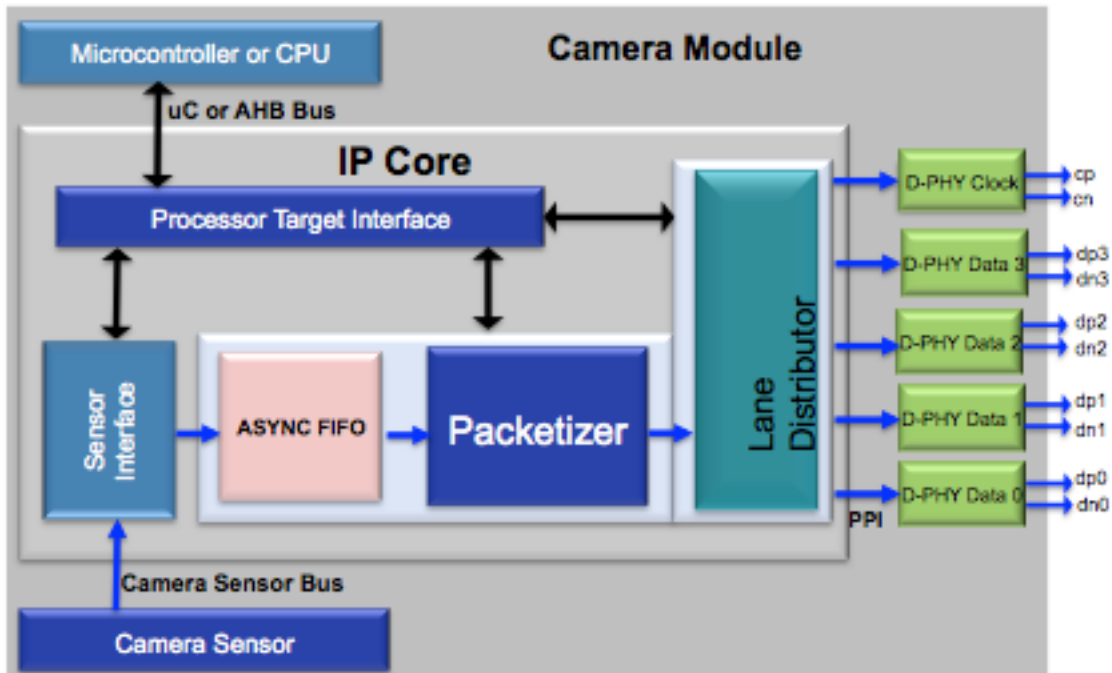 Microcontroller or CPU
Camera Module
uC or AHB Bus
IP Core
Processor Target Interface
D-PHY Clock
cp
cn
D-PHY Data 3
dp3
dn3
D-PHY Data 2
dp2
dn2
Sensor
Interface
ASYNC FIFO
Packetizer
Lane
Distributor
D-PHY Data 1
dp1
dn1
D-PHY Data 0
dp0
dn0
PPI
Camera Sensor Bus
Camera Sensor